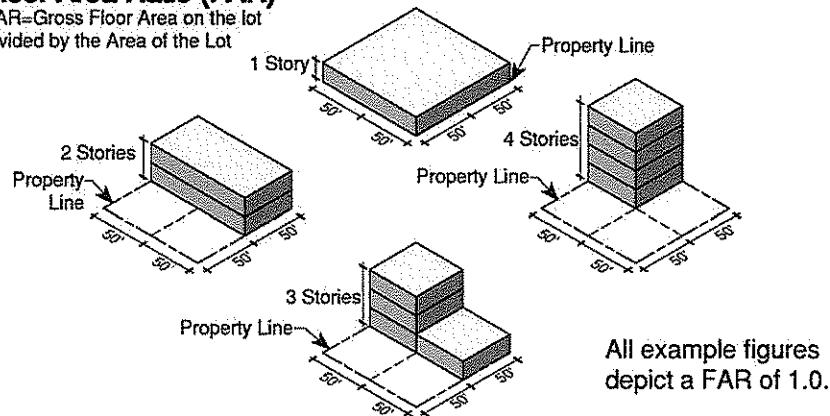 AR=Gross Floor Area on the lot
vided by the Area of the Lot
1 Story
Property Line
50'
50'
50'
50'
2 Stories
Property
Line
50'
50'
50'
50'
4 Stories
Property Line
50'
50'
50'
50'
3 Stories
Property Line
50'
50'
50'
50'
All example figures
depict a FAR of 1.0.